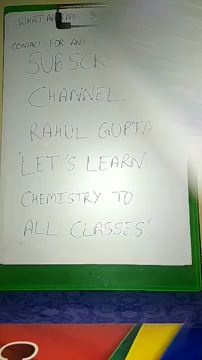 CONTACT FOR ANY
SUBSCR
CHANNEL
RAHUL GUPTA
"LET'S LEARN
CHEMISTRY TO
ALL CLASSES"